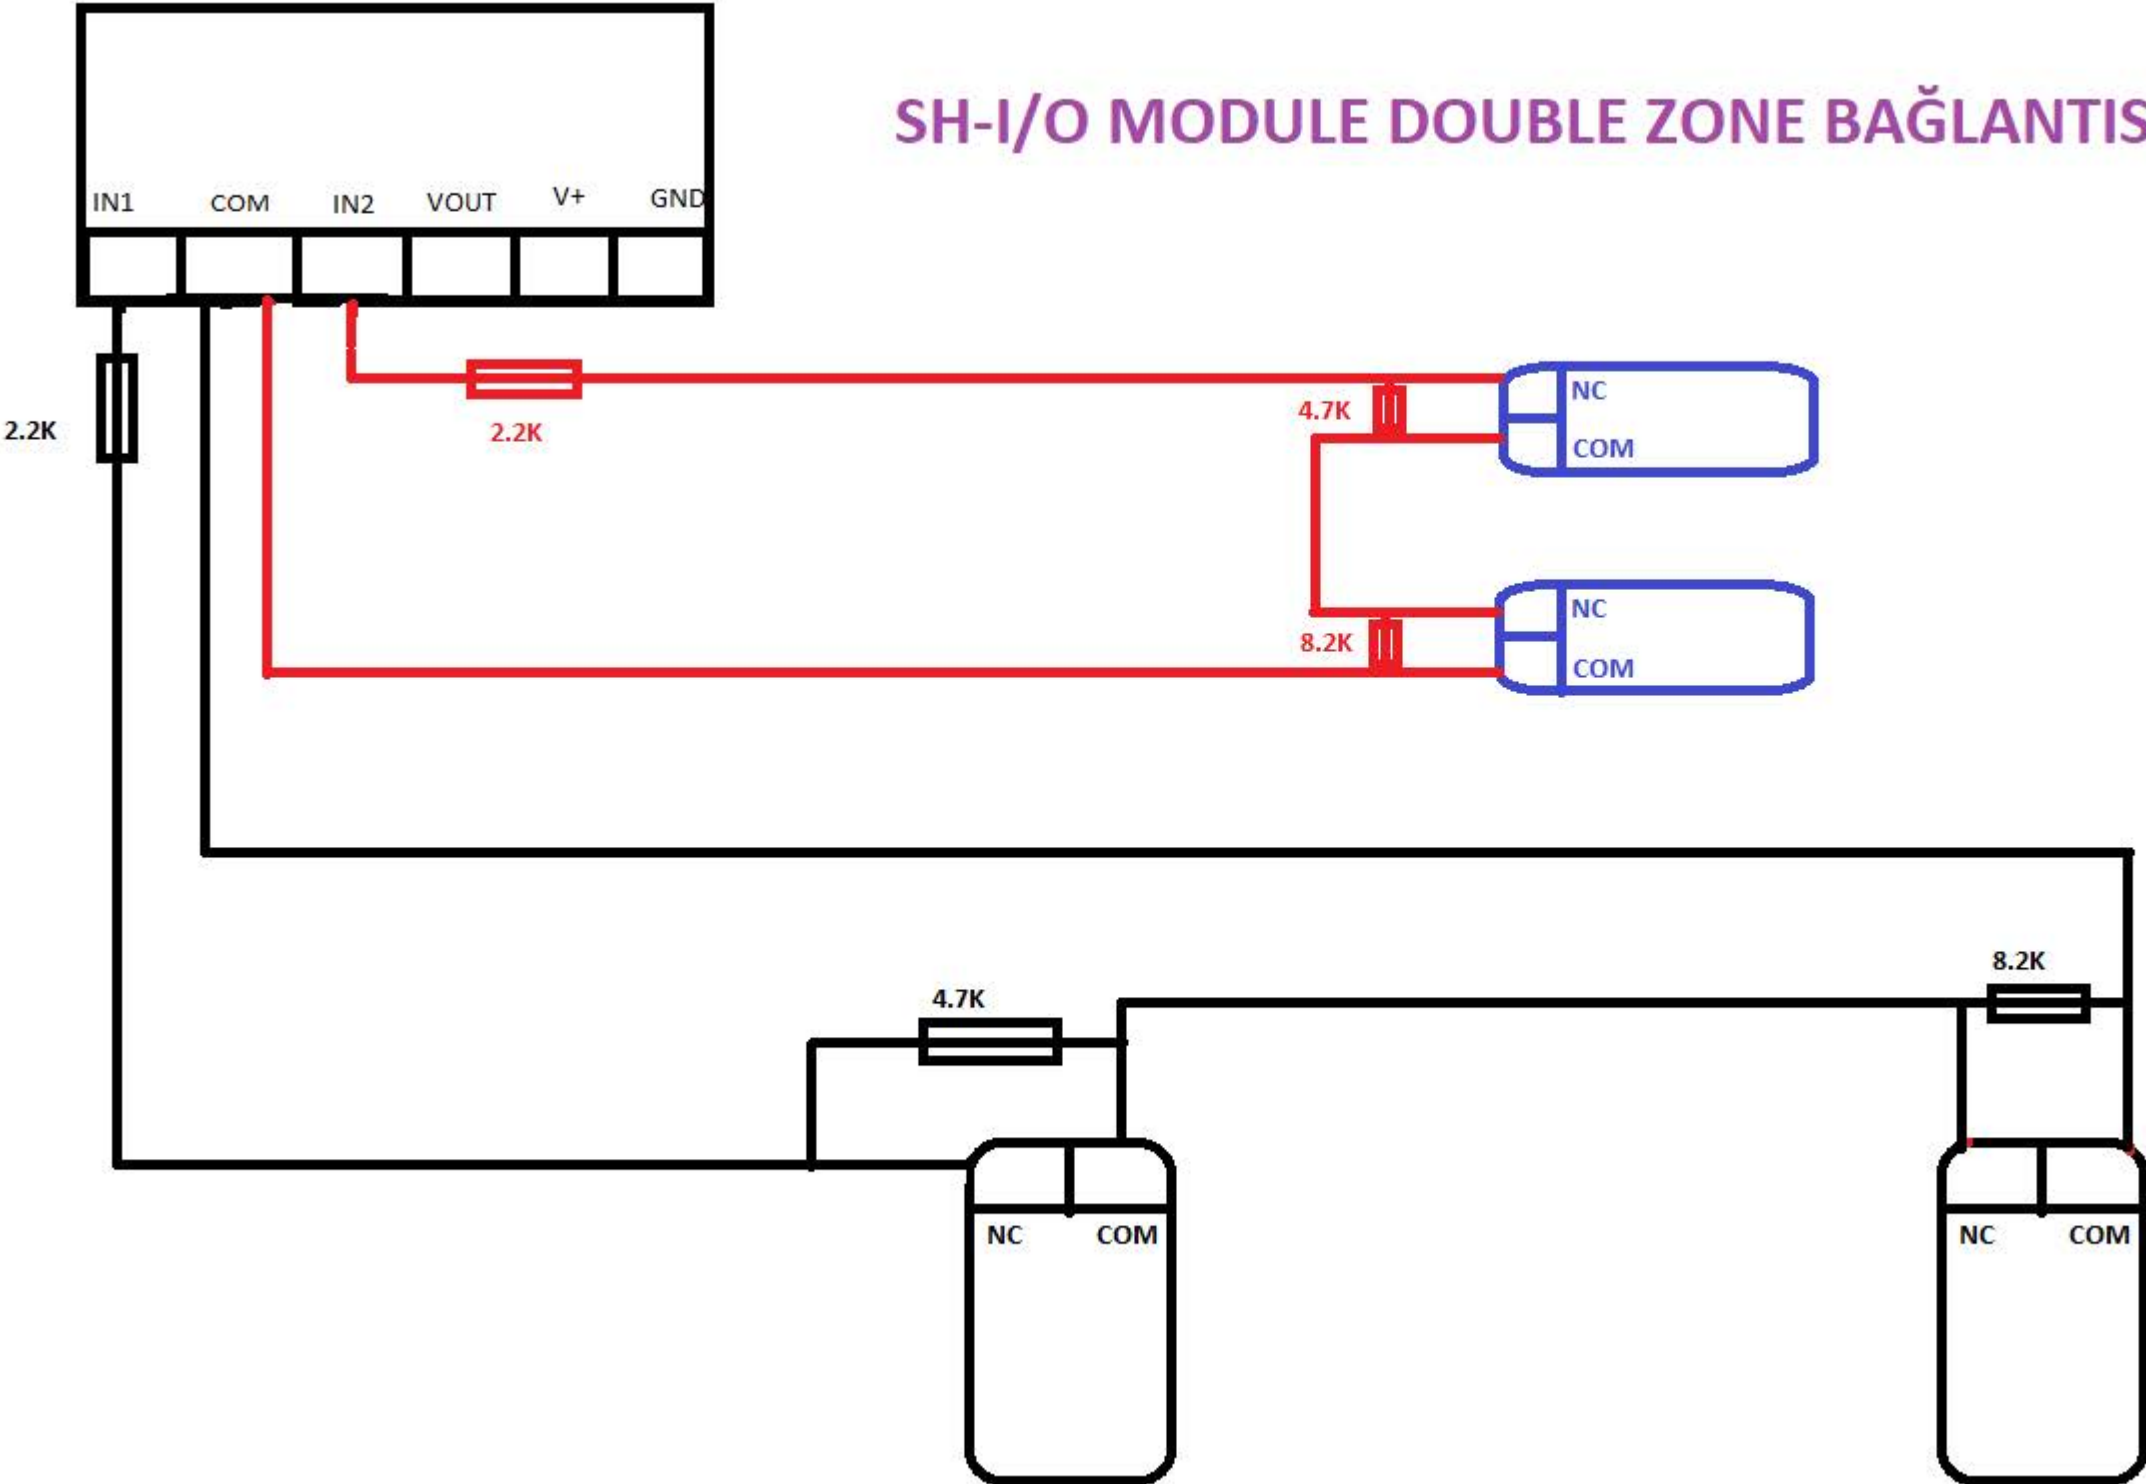 SH-I/O MODULE DOUBLE ZONE BAĞLANTIS
IN1 COM IN2 VOUT V+ GND
2.2K
2.2K
4.7K
NC
COM
8.2K
NC
COM
8.2K
4.7K
NC COM
NC COM